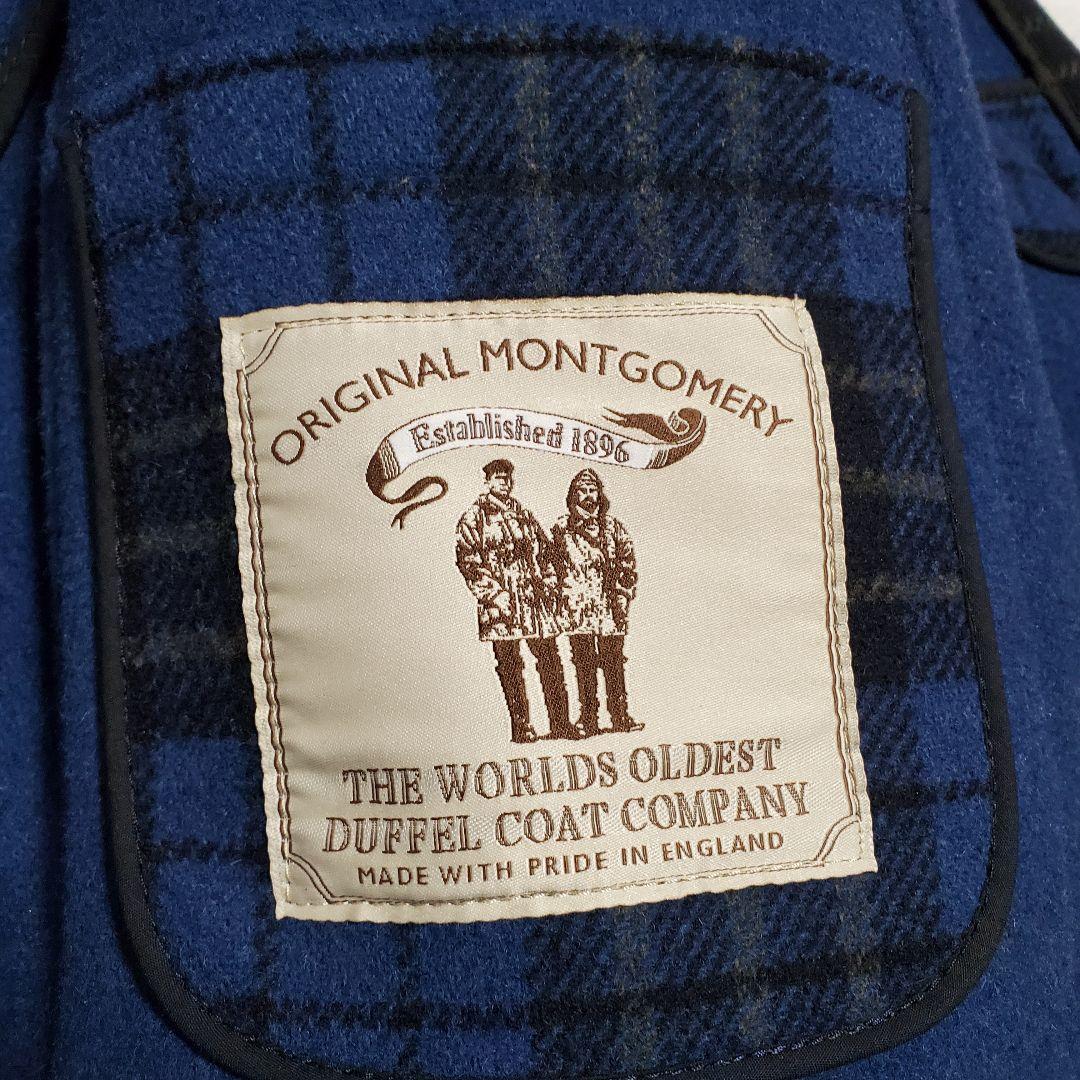 ORIGINAL MONTGOMERY
Established 1896
THE WORLDS OLDEST
DUFFEL COAT COMPANY
MADE WITH PRIDE IN ENGLAND